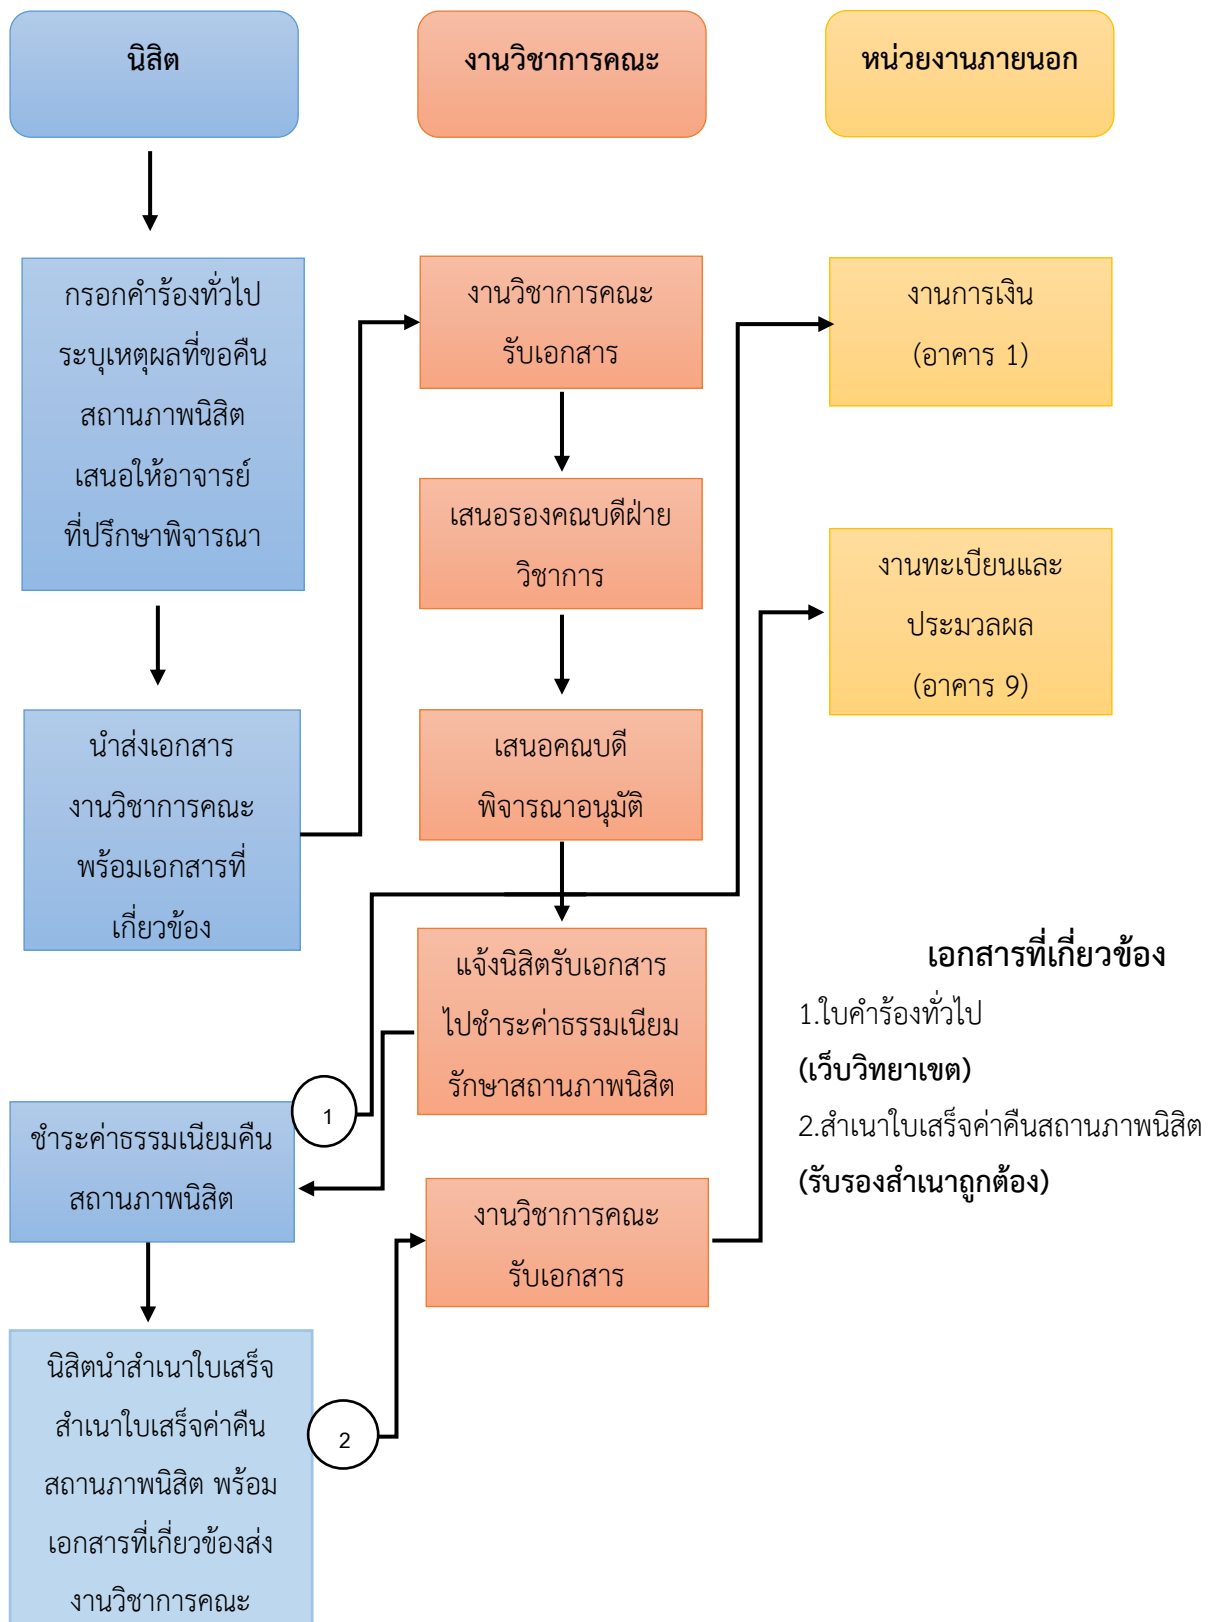 นิสิต
งานวิชาการคณะ
หน่วยงานภายนอก
กรอกคำร้องทั่วไป
ระบุเหตุผลที่ขอคืน
สถานภาพนิสิต
เสนอให้อาจารย์
ที่ปรึกษาพิจารณา
นำส่งเอกสาร
งานวิชาการคณะ
พร้อมเอกสารที่
เกี่ยวข้อง
งานวิชาการคณะ
รับเอกสาร
เสนอรองคณบดีฝ่าย
วิชาการ
เสนอคณบดี
พิจารณาอนุมัติ
แจ้งนิสิตรับเอกสาร
ไปชำระค่าธรรมเนียม
รักษาสถานภาพนิสิต
1
ชำระค่าธรรมเนียมคืน
สถานภาพนิสิต
งานการเงิน
(อาคาร 1)
นิสิตนำสำเนาใบเสร็จ
สำเนาใบเสร็จค่าคืน
สถานภาพนิสิต พร้อม
เอกสารที่เกี่ยวข้องส่ง
งานวิชาการคณะ
2
งานวิชาการคณะ
รับเอกสาร
งานทะเบียนและ
ประมวลผล
(อาคาร 9)
เอกสารที่เกี่ยวข้อง
1.ใบคำร้องทั่วไป
(เว็บวิทยาเขต)
2.สำเนาใบเสร็จค่าคืนสถานภาพนิสิต
(รับรองสำเนาถูกต้อง)